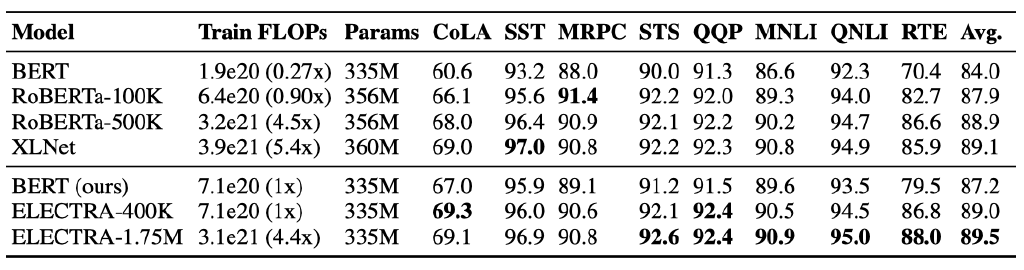 Model Train FLOPs Params CoLA SST MRPC STS QQP MNLI QNLI RTE Avg.
BERT 1.9e20 (0.27x) 335M 60.6 93.2 88.0 90.0 91.3 86.6 92.3 70.4 84.0
RoBERTa-100K 6.4e20 (0.90x) 356M 66.1 95.6 91.4 92.2 92.0 89.3 94.0 82.7 87.9
RoBERTa-500K 3.2e21 (4.5x) 356M 68.0 96.4 90.9 92.1 92.2 90.2 94.7 86.6 88.9
XLNet 3.9e21 (5.4x) 360M 69.0 97.0 90.8 92.2 92.3 90.8 94.9 85.9 89.1
BERT (ours) 7.1e20 (1x) 335M 67.0 95.9 89.1 91.2 91.5 89.6 93.5 79.5 87.2
ELECTRA-400K 7.1e20 (1x) 335M 69.3 96.0 90.6 92.1 92.4 90.5 94.5 86.8 89.0
ELECTRA-1.75M 3.1e21 (4.4x) 335M 69.1 96.9 90.8 92.6 92.4 90.9 95.0 88.0 89.5